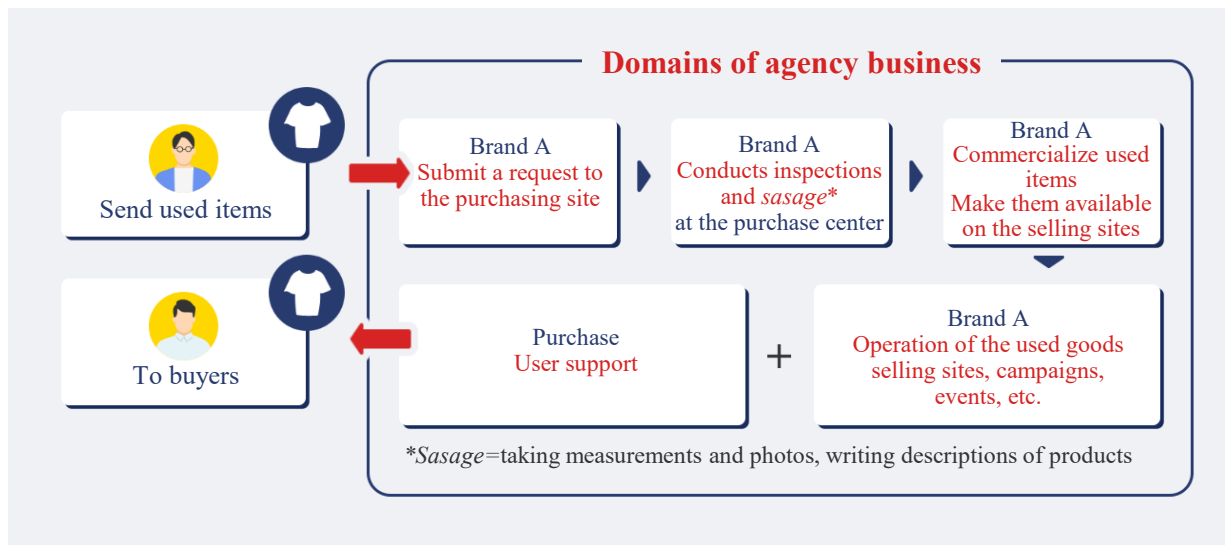 Domains of agency business
Send used items
Brand A
Submit a request to
the purchasing site
Brand A
Conducts inspections
and sasage*
at the purchase center
Brand A
Commercialize used
items
Make them available
on the selling sites
To buyers
Purchase
User support
+
Brand A
Operation of the used goods
selling sites, campaigns,
events, etc.
*Sasage=taking measurements and photos, writing descriptions of products